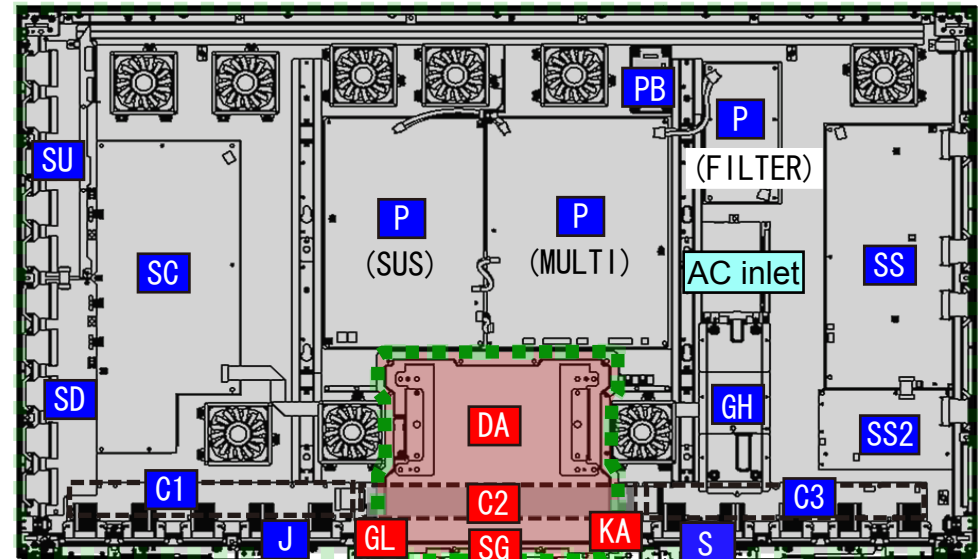 PB
P
(FILTER)
SU
P
(SUS)
P
(MULTI)
SC
AC inlet
SS
SD
DA
GH
SS2
C1
C2
C3
J
GL
SG
KA
S